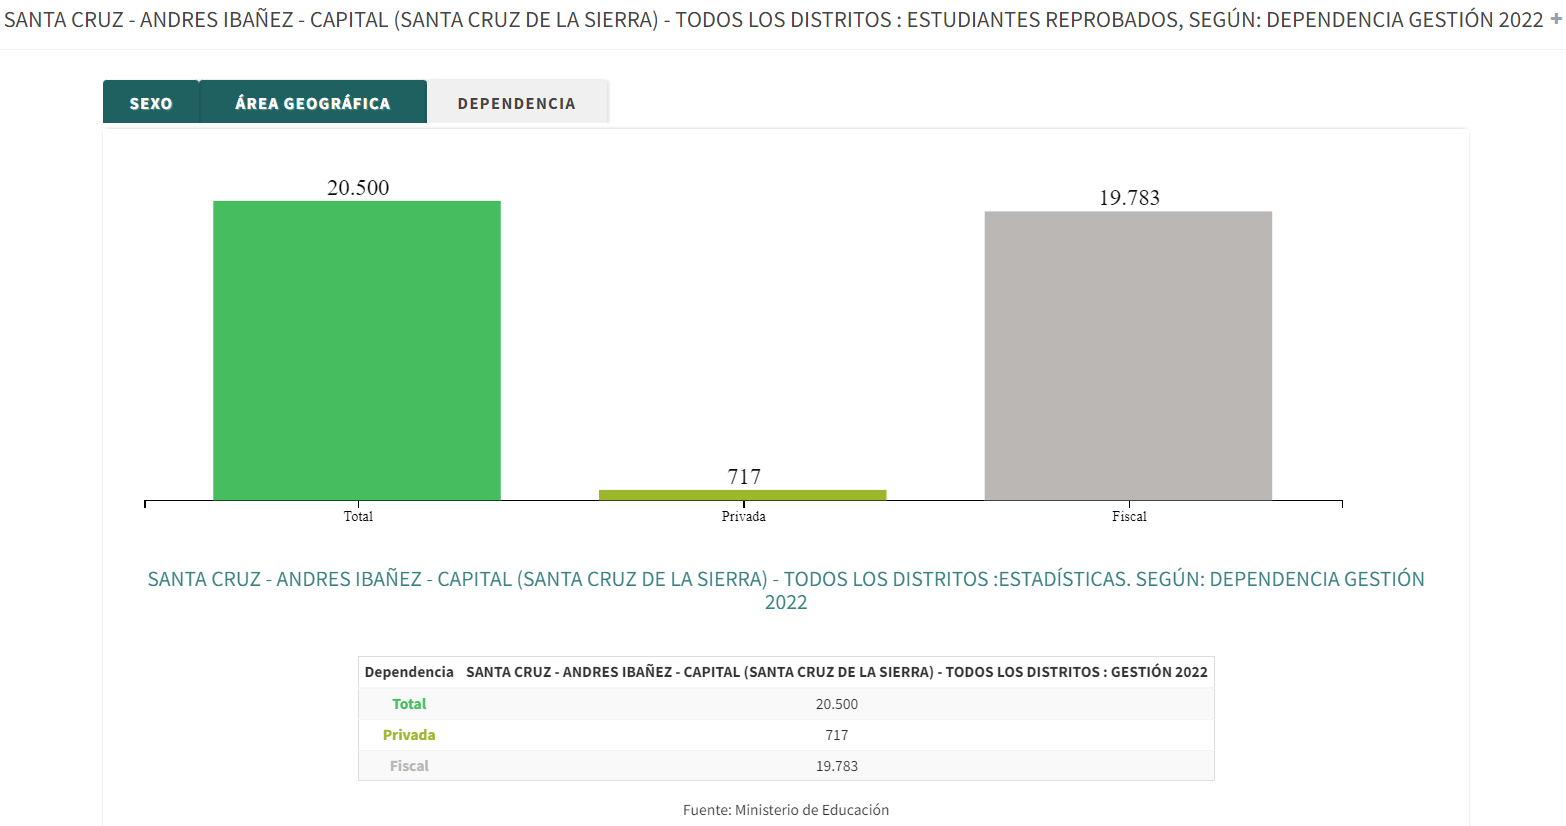 SANTA CRUZ - ANDRES IBAÑEZ - CAPITAL (SANTA CRUZ DE LA SIERRA) - TODOS LOS DISTRITOS : ESTUDIANTES REPROBADOS, SEGÚN: DEPENDENCIA GESTIÓN 2022 +
SEXO ÁREA GEOGRÁFICA DEPENDENCIA
20.500
19.783
717
Total Privada Fiscal
SANTA CRUZ - ANDRES IBAÑEZ - CAPITAL (SANTA CRUZ DE LA SIERRA) - TODOS LOS DISTRITOS :ESTADÍSTICAS. SEGÚN: DEPENDENCIA GESTIÓN
2022
Dependencia SANTA CRUZ - ANDRES IBAÑEZ - CAPITAL (SANTA CRUZ DE LA SIERRA) - TODOS LOS DISTRITOS : GESTIÓN 2022
Total 20.500
Privada 717
Fiscal 19.783
Fuente: Ministerio de Educación